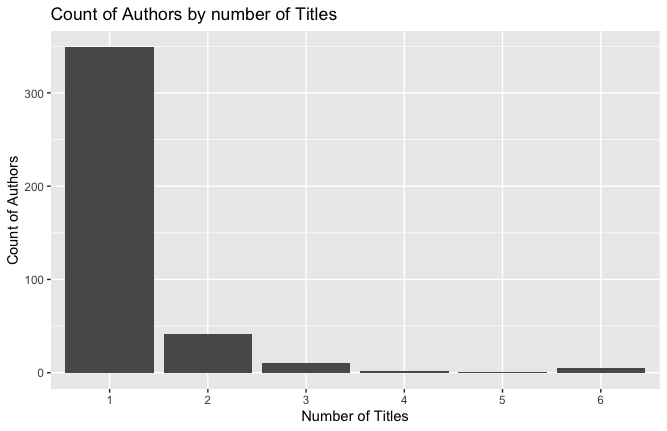 Count of Authors by number of Titles
Count of Authors
300
200
100
0
1 2 3 4 5 6
Number of Titles